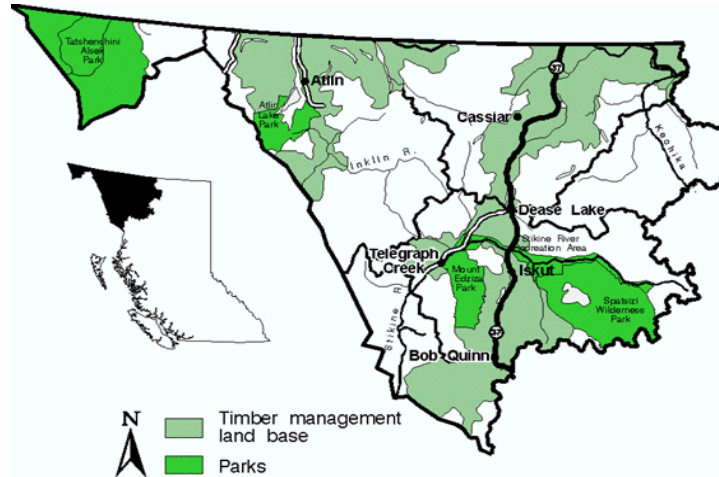 Tatshenshini
Alsek
Park
37
Atlin
Atlin
Lake
Park
Cassiar
Kechika
Inklin R.
Dease Lake
Stikine River
Recreation Area
Telegraph
Creek
Iskut
Mount
Edziza
Park
Spatsizi
Wilderness
Park
Stikine R.
37
Bob Quinn
N
Timber management
land base
Parks